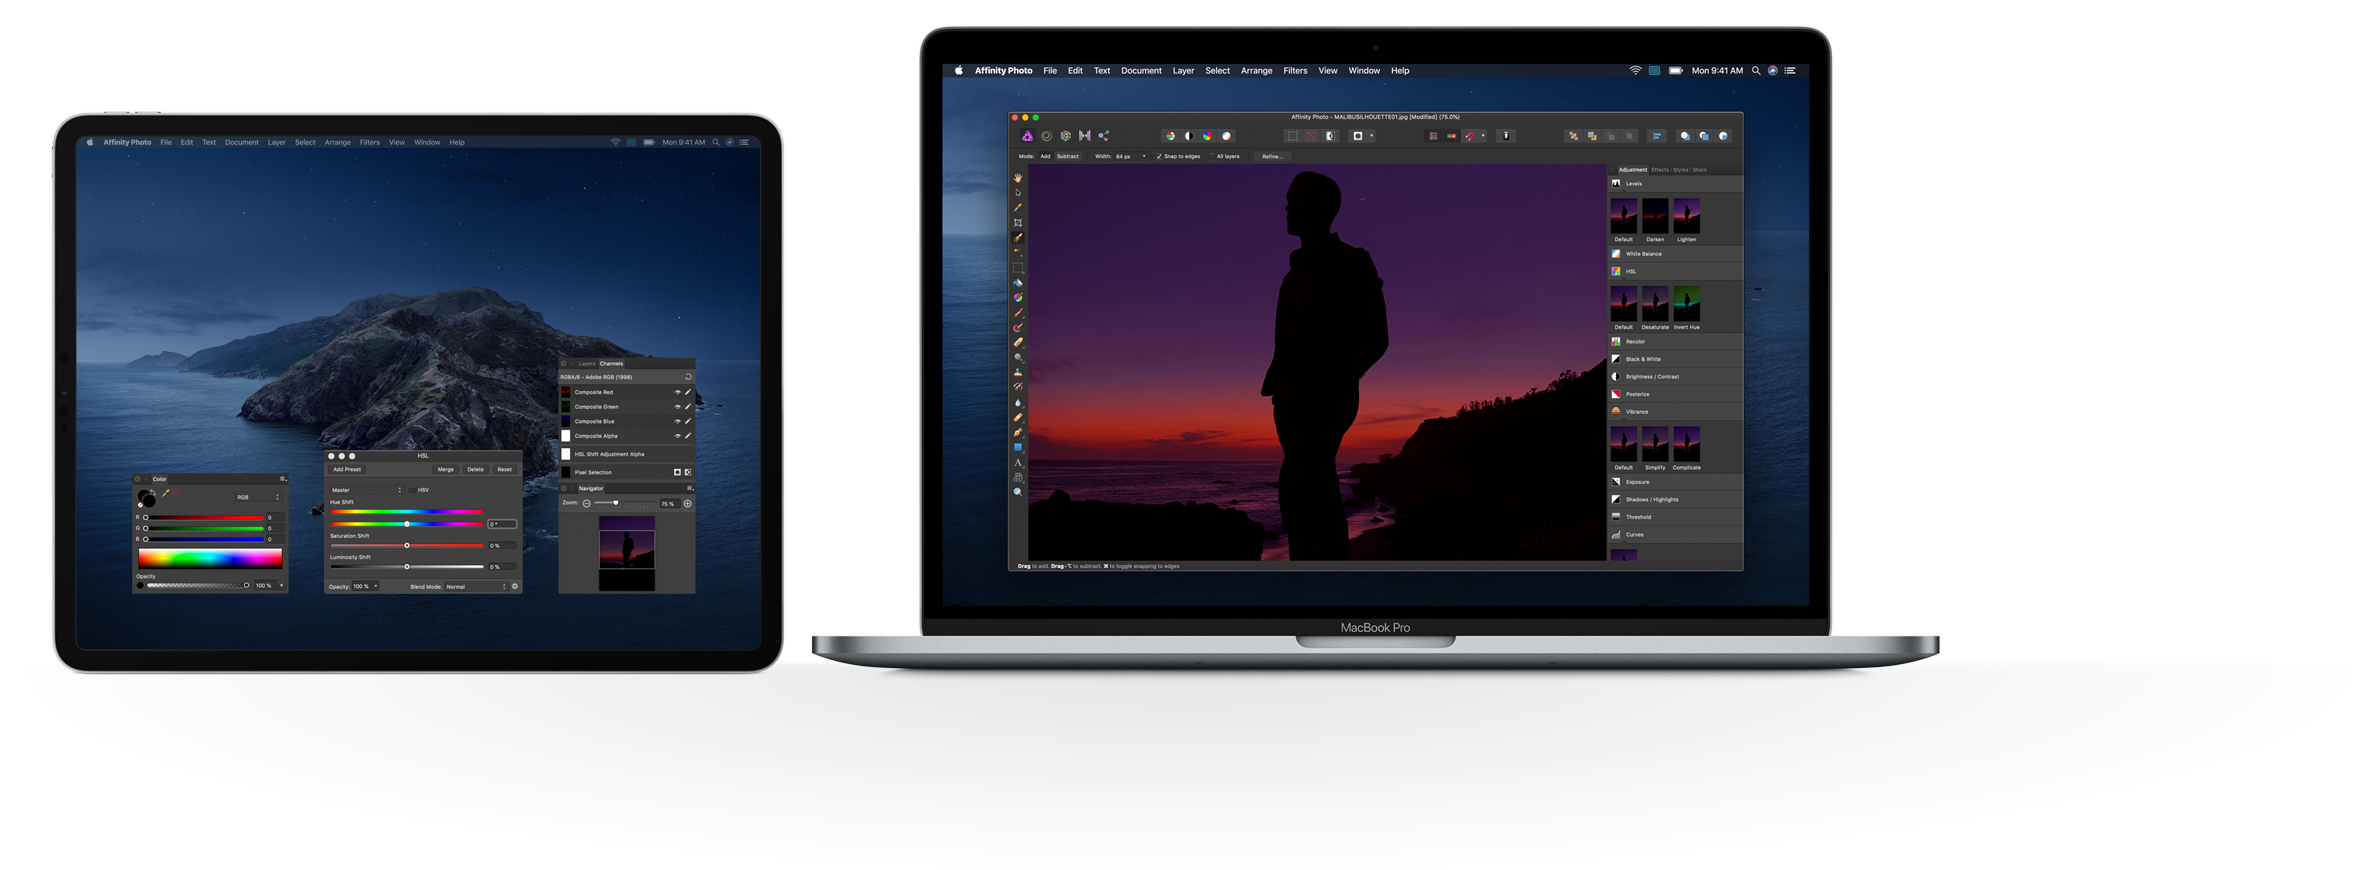 Affinity Photo File Edit Text Document Layer Select Arrange Filters View Window Help Mon 9:41 AM
Layers Channels
RGBA/8 - Adobe RGB (1998)
Composite Red
Composite Green
Composite Blue
Composite Alpha
HSL Shift Adjustment Alpha
Pixel Selection
Navigator
Zoom: 75 %
HSL
Add Preset Merge Delete Reset
Master HSV
Hue Shift
0 °
Saturation Shift
0 %
Luminosity Shift
0 %
Opacity: 100 % Blend Mode: Normal
Color
RGB
R 0
G 0
B 0
Opacity
100 %
Affinity Photo File Edit Text Document Layer Select Arrange Filters View Window Help Mon 9:41 AM
Affinity Photo - MALIBUSILHOUETTE01.jpg [Modified] (75.0%)
Mode: Add Subtract Width: 64 px Snap to edges All layers Refine...
Adjustment Effects Styles Stock
Levels
Default Darken Lighten
White Balance
HSL
Default Desaturate Invert Hue
Recolor
Black & White
Brightness / Contrast
Posterize
Vibrance
Default Simplify Complicate
Exposure
Shadows / Highlights
Threshold
Curves
Drag to add. Drag+⌥ to subtract. ⌘ to toggle snapping to edges
MacBook Pro